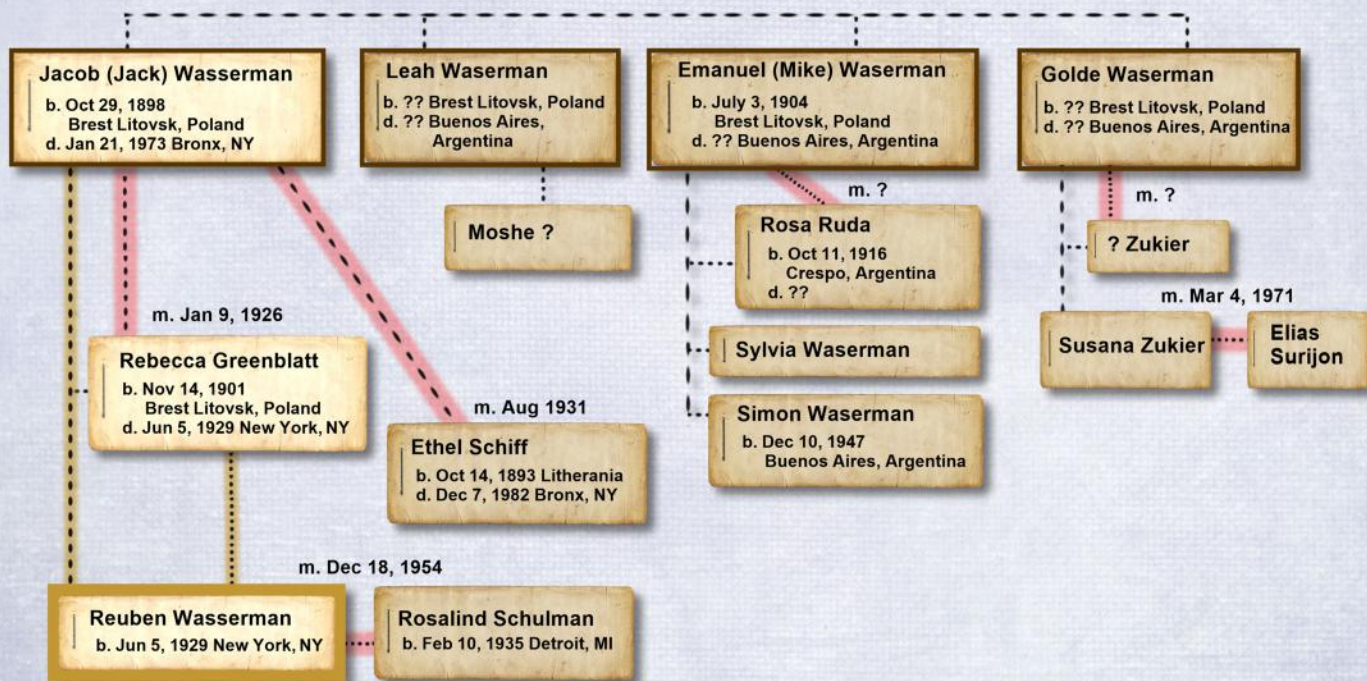 Jacob (Jack) Wasserman
b. Oct 29, 1898
Brest Litovsk, Poland
d. Jan 21, 1973 Bronx, NY
Leah Waserman
b. ?? Brest Litovsk, Poland
d. ?? Buenos Aires,
Argentina
Emanuel (Mike) Waserman
b. July 3, 1904
Brest Litovsk, Poland
d. ?? Buenos Aires, Argentina
Golde Waserman
b. ?? Brest Litovsk, Poland
d. ?? Buenos Aires, Argentina
Moshe ?
m. ?
Rosa Ruda
b. Oct 11, 1916
Crespo, Argentina
d. ??
m. ?
? Zukier
m. Jan 9, 1926
Rebecca Greenblatt
b. Nov 14, 1901
Brest Litovsk, Poland
d. Jun 5, 1929 New York, NY
m. Aug 1931
Ethel Schiff
b. Oct 14, 1893 Litherania
d. Dec 7, 1982 Bronx, NY
Sylvia Waserman
Simon Waserman
b. Dec 10, 1947
Buenos Aires, Argentina
m. Mar 4, 1971
Susana Zukier
Elias
Surijon
m. Dec 18, 1954
Reuben Wasserman
b. Jun 5, 1929 New York, NY
Rosalind Schulman
b. Feb 10, 1935 Detroit, MI